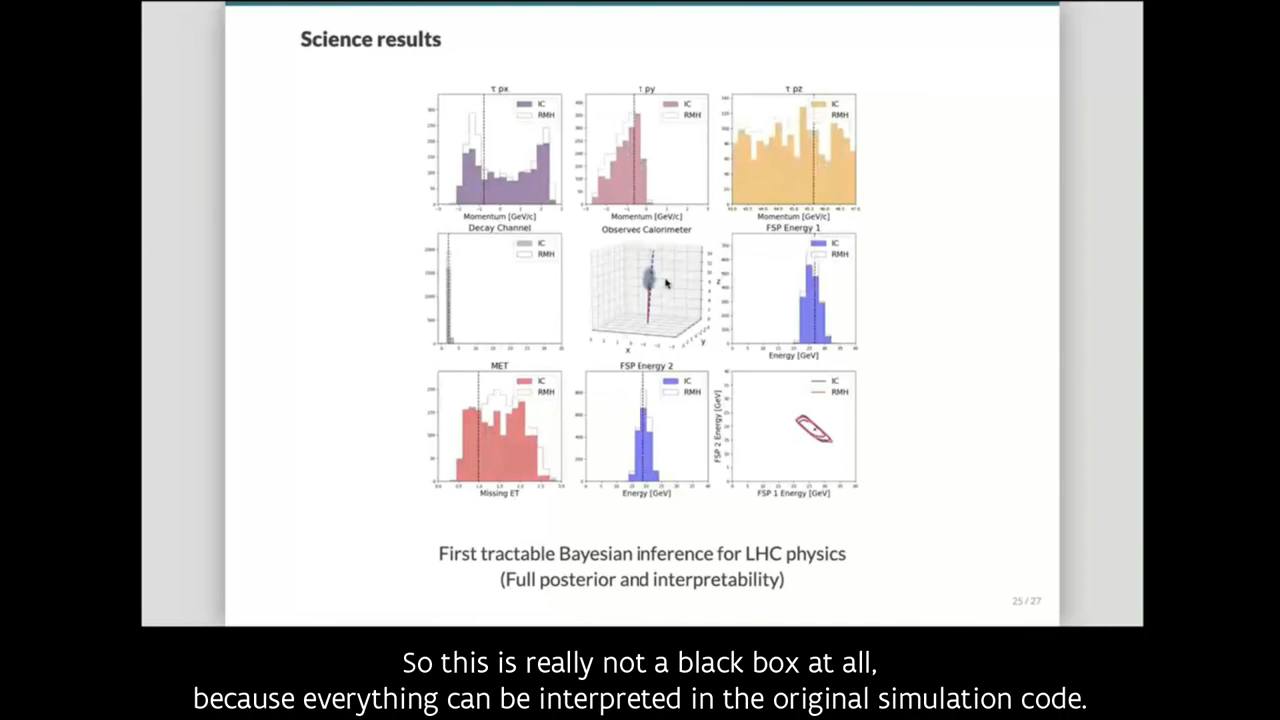 Science results
τ px
τ py
τ pz
IC
RMH
IC
RMH
IC
RMH
Momentum [GeV/c]
Momentum [GeV/c]
Momentum [GeV/c]
Decay Channel
Observed Calorimeter
FSP Energy 1
IC
RMH
IC
RMH
x
y
z
Energy [GeV]
MET
FSP Energy 2
IC
RMH
IC
RMH
IC
RMH
FSP 2 Energy [GeV]
Missing ET
Energy [GeV]
FSP 1 Energy [GeV]
First tractable Bayesian inference for LHC physics
(Full posterior and interpretability)
25 / 27
So this is really not a black box at all,
because everything can be interpreted in the original simulation code.